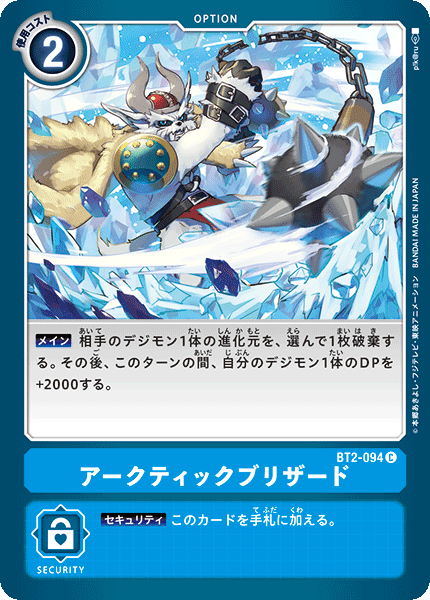 OPTION
使用コスト
2
plk@ru
©本郷あきよし・フジテレビ・東映アニメーション BANDAI MADE IN JAPAN
メイン 相手のデジモン1体の進化元を、選んで1枚破棄す
る。その後、このターンの間、自分のデジモン1体のDPを
+2000する。
BT2-094 C
アークティックブリザード
セキュリティ このカードを手札に加える。
SECURITY